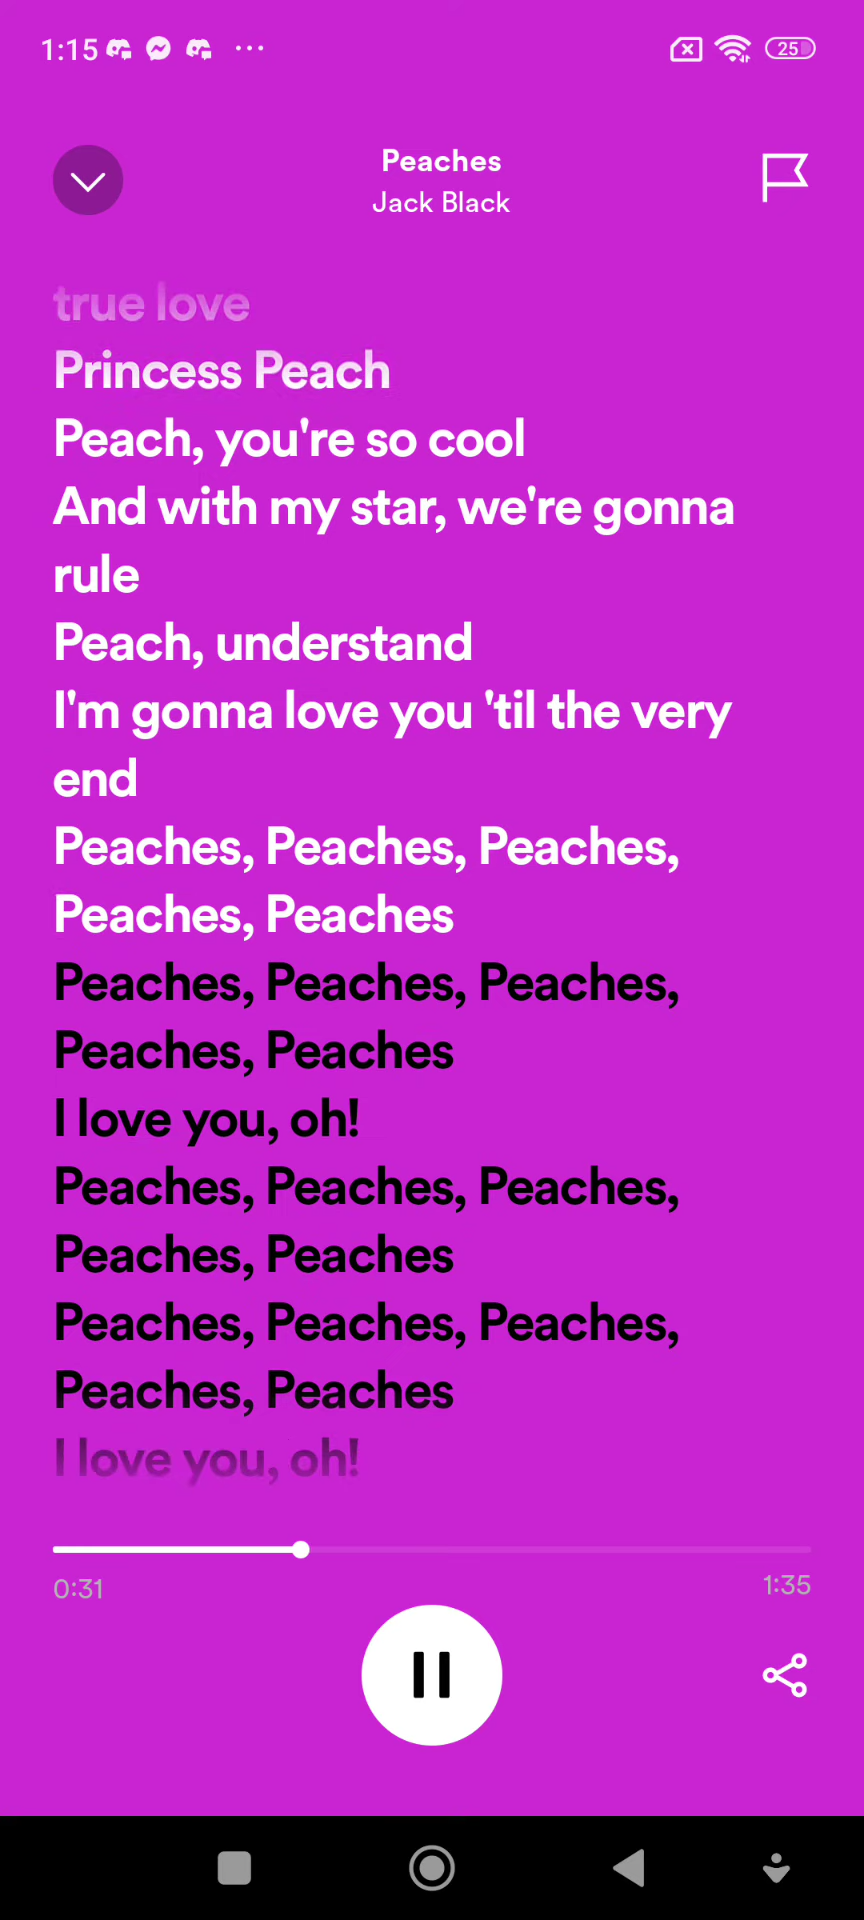 1:15
25
Peaches
Jack Black
true love
Princess Peach
Peach, you're so cool
And with my star, we're gonna
rule
Peach, understand
I'm gonna love you 'til the very
end
Peaches, Peaches, Peaches,
Peaches, Peaches
Peaches, Peaches, Peaches,
Peaches, Peaches
I love you, oh!
Peaches, Peaches, Peaches,
Peaches, Peaches
Peaches, Peaches, Peaches,
Peaches, Peaches
I love you, oh!
0:31
1:35